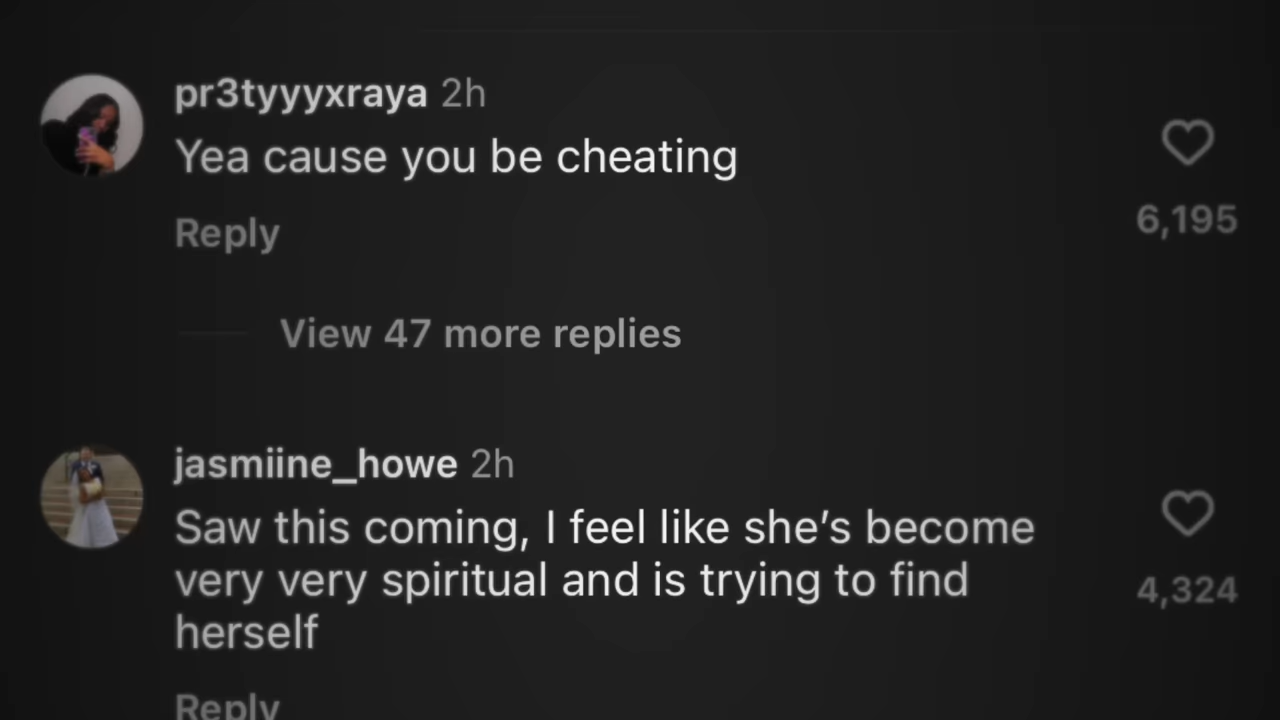 pr3tyyyxraya 2h
Yea cause you be cheating
6,195
Reply
View 47 more replies
jasmiine_howe 2h
Saw this coming, I feel like she’s become
very very spiritual and is trying to find
herself
4,324
Reply